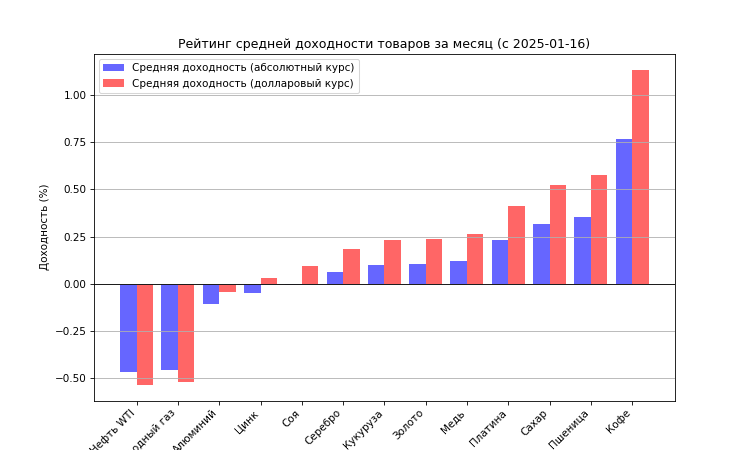 Рейтинг средней доходности товаров за месяц (с 2025-01-16)
Средняя доходность (абсолютный курс)
Средняя доходность (долларовый курс)
Доходность (%)
1.00
0.75
0.50
0.25
0.00
−0.25
−0.50
Нефть WTI
газ
Алюминий
Цинк
Соя
Серебро
Кукуруза
Золото
Медь
Платина
Сахар
Пшеница
Кофе